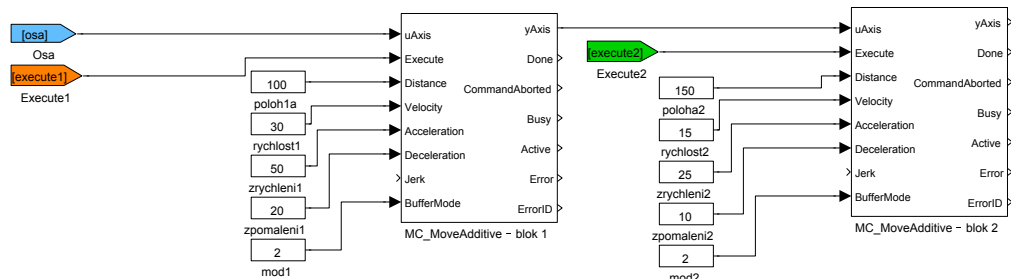 [osa]
Osa
[execute1]
Execute1
100
poloh1a
30
rychlost1
50
zrychleni1
20
zpomaleni1
2
mod1
uAxis
Execute
Distance
Velocity
Acceleration
Deceleration
Jerk
BufferMode
yAxis
Done
CommandAborted
Busy
Active
Error
ErrorID
MC_MoveAdditive − blok 1
[execute2]
Execute2
150
poloha2
15
rychlost2
25
zrychleni2
10
zpomaleni2
2
mod2
uAxis
Execute
Distance
Velocity
Acceleration
Deceleration
Jerk
BufferMode
yAxis
Done
CommandAborted
Busy
Active
Error
ErrorID
MC_MoveAdditive − blok 2